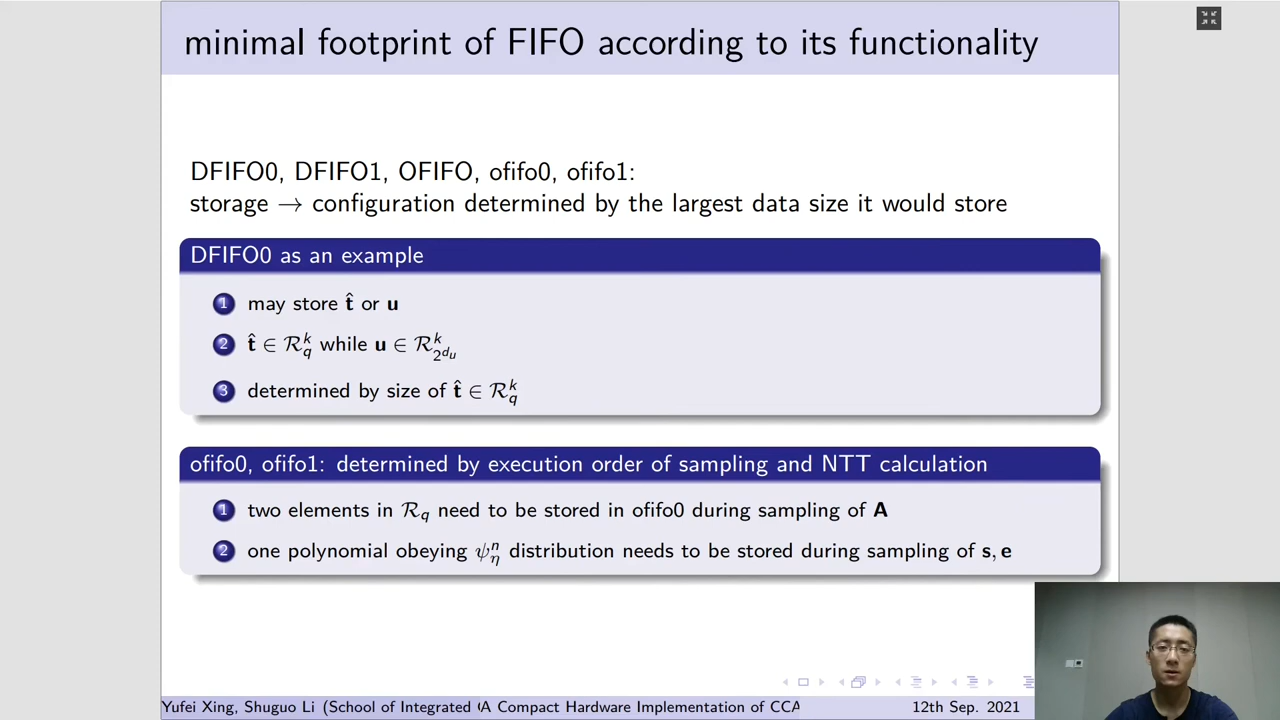 minimal footprint of FIFO according to its functionality
DFIFO0, DFIFO1, OFIFO, ofifo0, ofifo1:
storage → configuration determined by the largest data size it would store
DFIFO0 as an example
1 may store t̂ or u
2 t̂ ∈ R_q^k while u ∈ R_{2^{d_u}}^k
3 determined by size of t̂ ∈ R_q^k
ofifo0, ofifo1: determined by execution order of sampling and NTT calculation
1 two elements in R_q need to be stored in ofifo0 during sampling of A
2 one polynomial obeying ψ_η^n distribution needs to be stored during sampling of s, e
Yufei Xing, Shuguo Li (School of Integrated A Compact Hardware Implementation of CCA 12th Sep. 2021